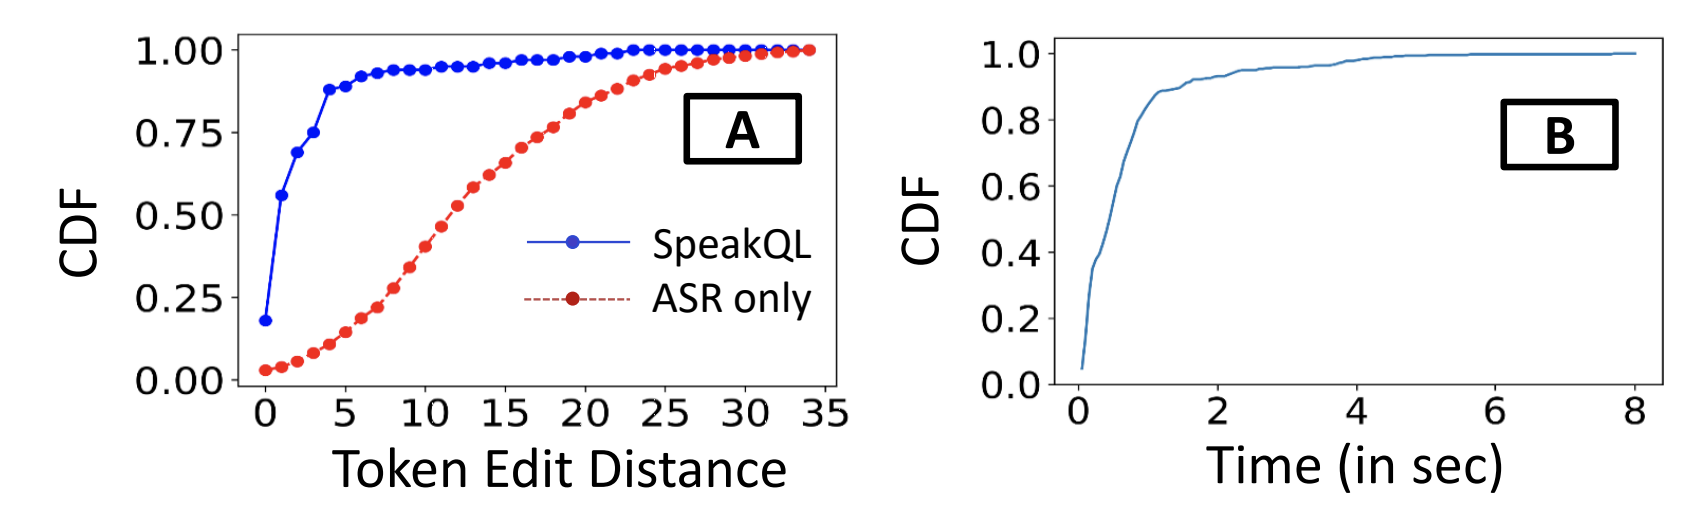 1.00
0.75
0.50
0.25
0.00
CDF
A
SpeakQL
ASR only
0 5 10 15 20 25 30 35
Token Edit Distance
1.0
0.8
0.6
0.4
0.2
0.0
CDF
B
0 2 4 6 8
Time (in sec)